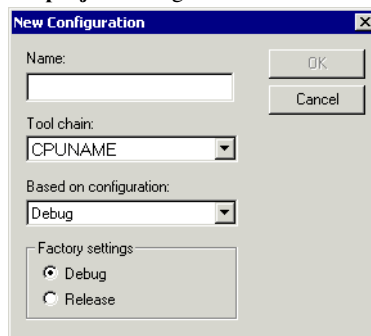 New Configuration
Name:
OK
Cancel
Tool chain:
CPUNAME
Based on configuration:
Debug
Factory settings
Debug
Release